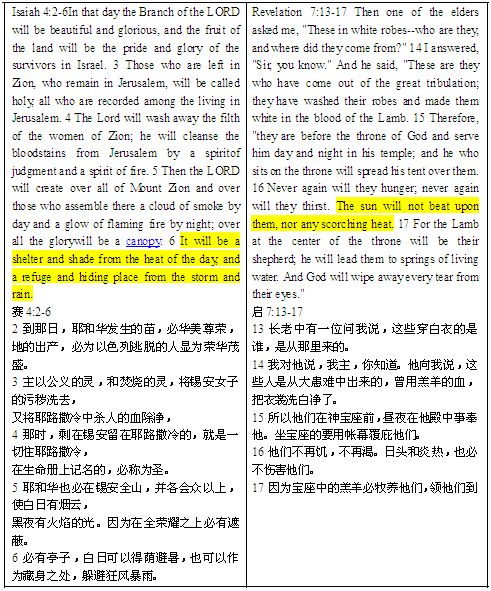 Isaiah 4:2-6In that day the Branch of the LORD
will be beautiful and glorious, and the fruit of
the land will be the pride and glory of the
survivors in Israel. 3 Those who are left in
Zion, who remain in Jerusalem, will be called
holy, all who are recorded among the living in
Jerusalem. 4 The Lord will wash away the filth
of the women of Zion; he will cleanse the
bloodstains from Jerusalem by a spiritof
judgment and a spirit of fire. 5 Then the LORD
will create over all of Mount Zion and over
those who assemble there a cloud of smoke by
day and a glow of flaming fire by night; over
all the glorywill be a canopy. 6 It will be a
shelter and shade from the heat of the day, and
a refuge and hiding place from the storm and
rain.
赛 4:2-6
2 到那日，耶和华发生的苗，必华美尊荣，
地的出产，必为以色列逃脱的人显为荣华茂
盛。
3 主以公义的灵，和焚烧的灵，将锡安女子
的污秽洗去，
又将耶路撒冷中杀人的血除净，
4 那时，剩在锡安留在耶路撒冷的，就是一
切住耶路撒冷，
在生命册上记名的，必称为圣。
5 耶和华也必在锡安全山，并各会众以上，
使白日有烟云，
黑夜有火焰的光。因为在全荣耀之上必有遮
蔽。
6 必有亭子，白日可以得荫避暑，也可以作
为藏身之处，躲避狂风暴雨。
Revelation 7:13-17 Then one of the elders
asked me, "These in white robes--who are they,
and where did they come from?" 14 I answered,
"Sir, you know." And he said, "These are they
who have come out of the great tribulation;
they have washed their robes and made them
white in the blood of the Lamb. 15 Therefore,
"they are before the throne of God and serve
him day and night in his temple; and he who
sits on the throne will spread his tent over them.
16 Never again will they hunger; never again
will they thirst. The sun will not beat upon
them, nor any scorching heat. 17 For the Lamb
at the center of the throne will be their
shepherd; he will lead them to springs of living
water. And God will wipe away every tear from
their eyes."
启 7:13-17
13 长老中有一位问我说，这些穿白衣的是
谁，是从那里来的。
14 我对他说，我主，你知道。他向我说，这
些人是从大患难中出来的，曾用羔羊的血，
把衣裳洗白净了。
15 所以他们在神宝座前，昼夜在他殿中事奉
他。坐宝座的要用帐幕覆庇他们。
16 他们不再饥，不再渴。日头和炎热，也必
不伤害他们。
17 因为宝座中的羔羊必牧养他们，领他们到